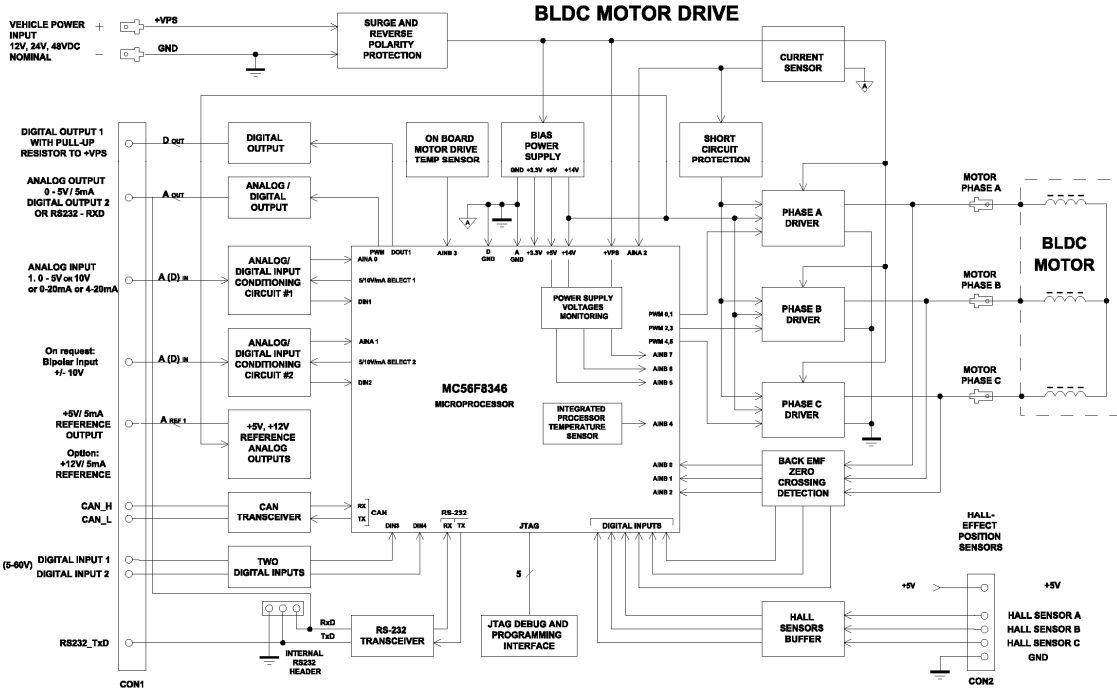 BLDC MOTOR DRIVE
VEHICLE POWER
INPUT
12V, 24V, 48VDC
NOMINAL
+
–
+VPS
GND
SURGE AND
REVERSE
POLARITY
PROTECTION
CURRENT
SENSOR
A
DIGITAL OUTPUT 1
WITH PULL-UP
RESISTOR TO +VPS
D OUT
DIGITAL
OUTPUT
ON BOARD
MOTOR DRIVE
TEMP SENSOR
BIAS
POWER
SUPPLY
GND +3.3V +5V +14V
SHORT
CIRCUIT
PROTECTION
ANALOG OUTPUT
0 - 5V / 5mA
DIGITAL OUTPUT 2
OR RS232 - RXD
A OUT
ANALOG /
DIGITAL
OUTPUT
A
PHASE A
DRIVER
MOTOR
PHASE A
BLDC
MOTOR
PWM DOUT1
AINB 3
D
GND
A
GND
+3.3V +5V +14V
+VPS
AINA 2
ANALOG INPUT
1. 0 - 5V OR 10V
or 0-20mA or 4-20mA
A (D) IN
ANALOG/
DIGITAL INPUT
CONDITIONING
CIRCUIT #1
AINA 0
5/10V/mA SELECT 1
DIN1
POWER SUPPLY
VOLTAGES
MONITORING
PWM 0,1
PWM 2,3
PWM 4,5
PHASE B
DRIVER
MOTOR
PHASE B
On request:
Bipolar Input
+/- 10V
A (D) IN
ANALOG/
DIGITAL INPUT
CONDITIONING
CIRCUIT #2
AINA 1
5/10V/mA SELECT 2
DIN2
AINB 7
AINB 6
AINB 5
MC56F8346
MICROPROCESSOR
PHASE C
DRIVER
MOTOR
PHASE C
+5V/ 5mA
REFERENCE
OUTPUT
Option:
+12V/ 5mA
REFERENCE
A REF 1
+5V, +12V
REFERENCE
ANALOG
OUTPUTS
INTEGRATED
PROCESSOR
TEMPERATURE
SENSOR
AINB 4
AINB 0
AINB 1
AINB 2
BACK EMF
ZERO
CROSSING
DETECTION
CAN_H
CAN_L
CAN
TRANSCEIVER
RX
TX
CAN
DIN3 DIN4
RS-232
RX TX
JTAG
DIGITAL INPUTS
HALL-
EFFECT
POSITION
SENSORS
(5-60V)
DIGITAL INPUT 1
DIGITAL INPUT 2
TWO
DIGITAL INPUTS
5
+5V
+5V
RS232_TxD
RxD
TxD
INTERNAL
RS232
HEADER
RS-232
TRANSCEIVER
JTAG DEBUG AND
PROGRAMMING
INTERFACE
HALL
SENSORS
BUFFER
HALL SENSOR A
HALL SENSOR B
HALL SENSOR C
GND
CON1
CON2